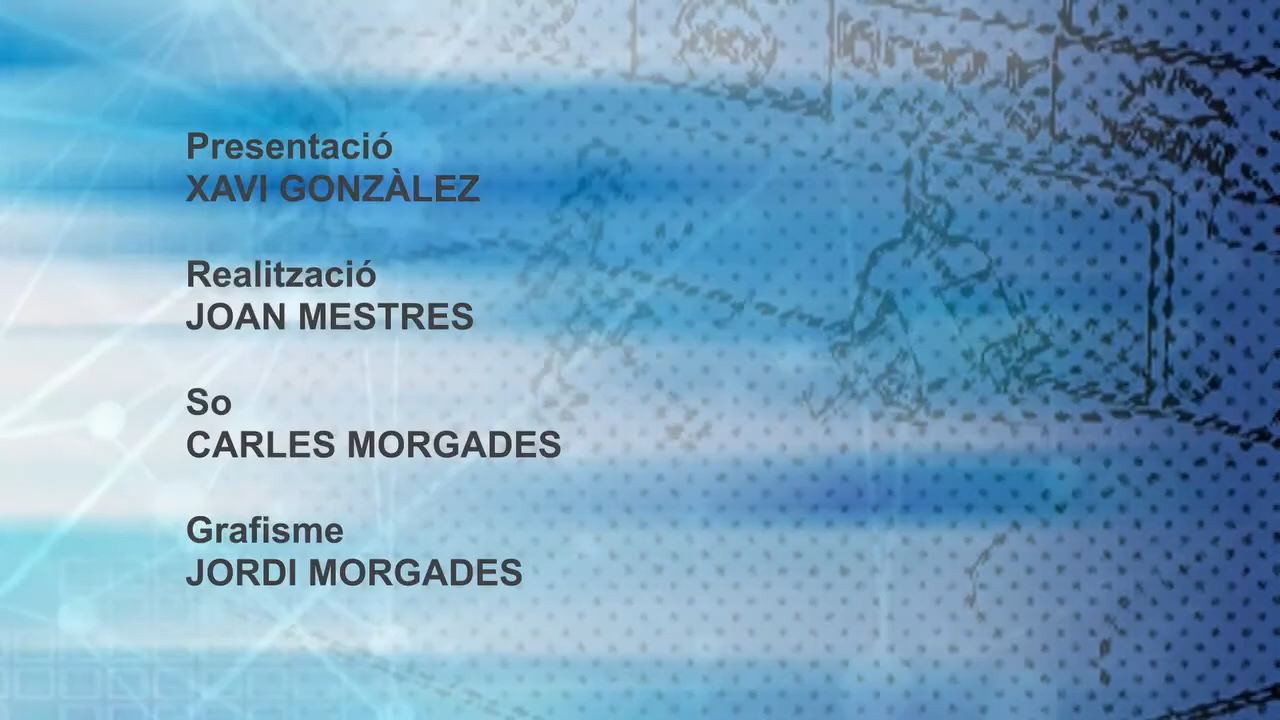 Presentació
XAVI GONZÀLEZ
Realització
JOAN MESTRES
So
CARLES MORGADES
Grafisme
JORDI MORGADES